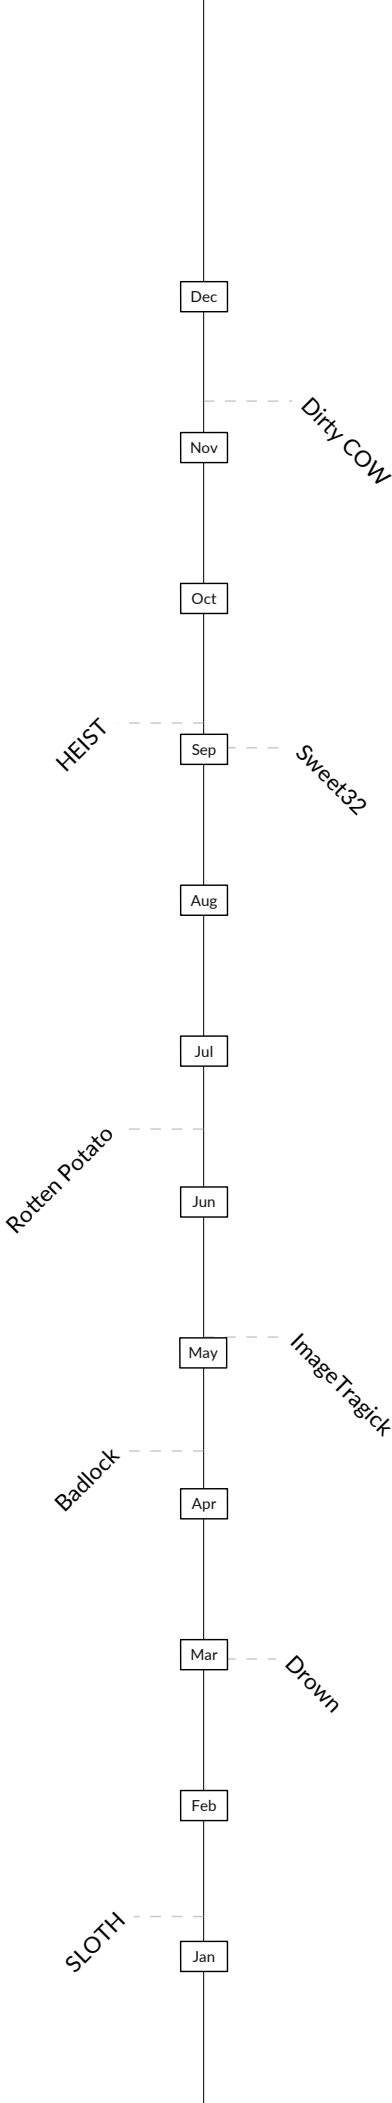 Dec
Dirty COW
Nov
Oct
HEIST
Sep
Sweet32
Aug
Jul
Rotten Potato
Jun
ImageTragick
May
Badlock
Apr
Mar
Drown
Feb
SLOTH
Jan